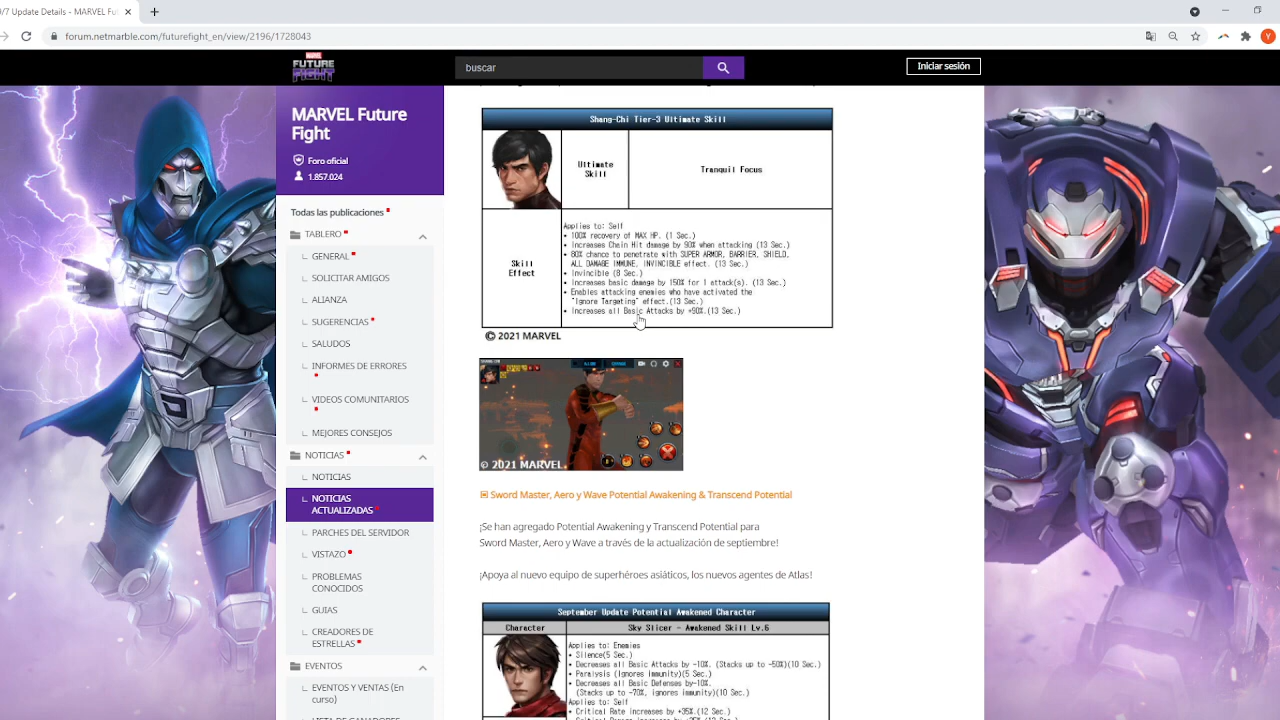 9/7 Update Details - MARVEL Fu
forum.netmarble.com/futurefight_en/view/2196/1728043
Y
MARVEL
FUTURE
FIGHT
buscar
Iniciar sesión
MARVEL Future
Fight
Foro oficial
1.857.024
Todas las publicaciones
TABLERO
GENERAL
SOLICITAR AMIGOS
ALIANZA
SUGERENCIAS
SALUDOS
INFORMES DE ERRORES
VIDEOS COMUNITARIOS
MEJORES CONSEJOS
NOTICIAS
NOTICIAS
NOTICIAS
ACTUALIZADAS
PARCHES DEL SERVIDOR
VISTAZO
PROBLEMAS
CONOCIDOS
GUIAS
CREADORES DE
ESTRELLAS
EVENTOS
EVENTOS Y VENTAS (En
curso)
LISTA DE GANADORES
Shang-Chi Tier-3 Ultimate Skill
Ultimate
Skill
Tranquil Focus
Skill
Effect
Applies to: Self
• 100% recovery of MAX HP. (1 Sec.)
• Increases Chain Hit damage by 90% when attacking (13 Sec.)
• 80% chance to penetrate with SUPER ARMOR, BARRIER, SHIELD,
ALL DAMAGE IMMUNE, INVINCIBLE effect. (13 Sec.)
• Invincible (8 Sec.)
• Increases basic damage by 150% for 1 attack(s). (13 Sec.)
• Enables attacking enemies who have activated the
"Ignore Targeting" effect.(13 Sec.)
• Increases all Basic Attacks by +90%.(13 Sec.)
© 2021 MARVEL
© 2021 MARVEL
▣ Sword Master, Aero y Wave Potential Awakening & Transcend Potential
¡Se han agregado Potential Awakening y Transcend Potential para
Sword Master, Aero y Wave a través de la actualización de septiembre!
¡Apoya al nuevo equipo de superhéroes asiáticos, los nuevos agentes de Atlas!
September Update Potential Awakened Character
Character
Sky Slicer - Awakened Skill Lv.6
Applies to: Enemies
• Silence(5 Sec.)
• Decreases all Basic Attacks by -10%. (Stacks up to -50%)(10 Sec.)
• Paralysis (Ignores immunity)(5 Sec.)
• Decreases all Basic Defenses by-10%.
(Stacks up to -70%, ignores immunity)(10 Sec.)
Applies to: Self
• Critical Rate increases by +35%.(12 Sec.)